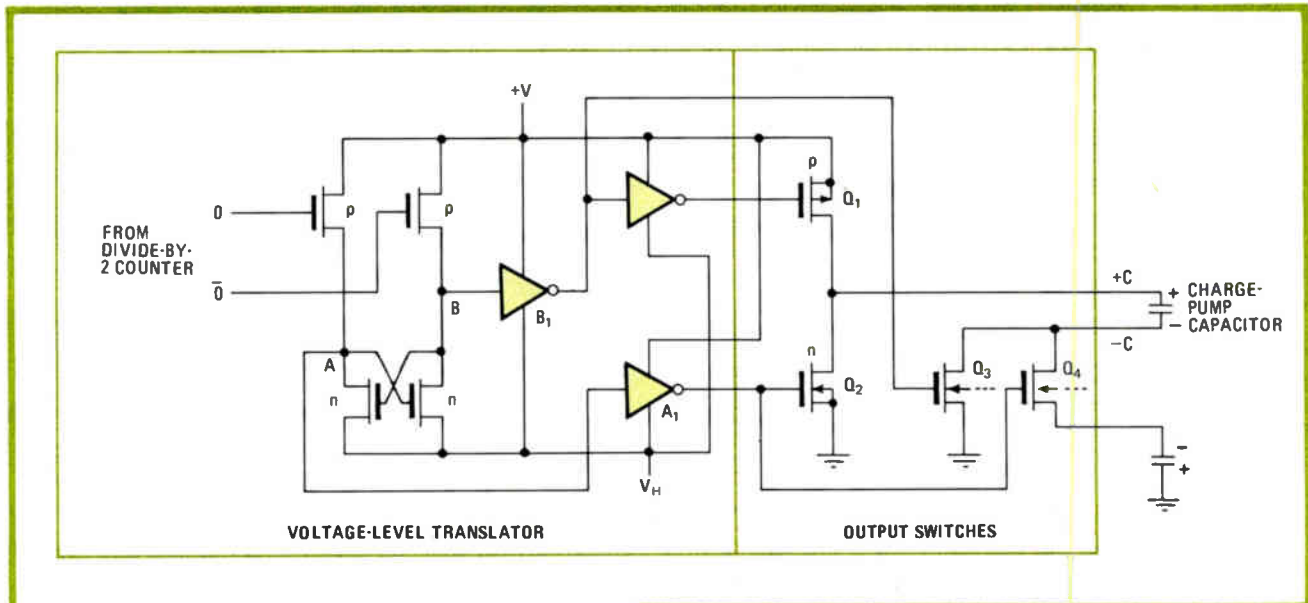 +V
p
Q1
0
p
p
FROM
DIVIDE-BY-
2 COUNTER
+C
+ CHARGE-
PUMP
- CAPACITOR
0̅
B
B1
-C
A
n
Q3
Q4
n
n
A1
Q2
-
+
VH
VOLTAGE-LEVEL TRANSLATOR
OUTPUT SWITCHES